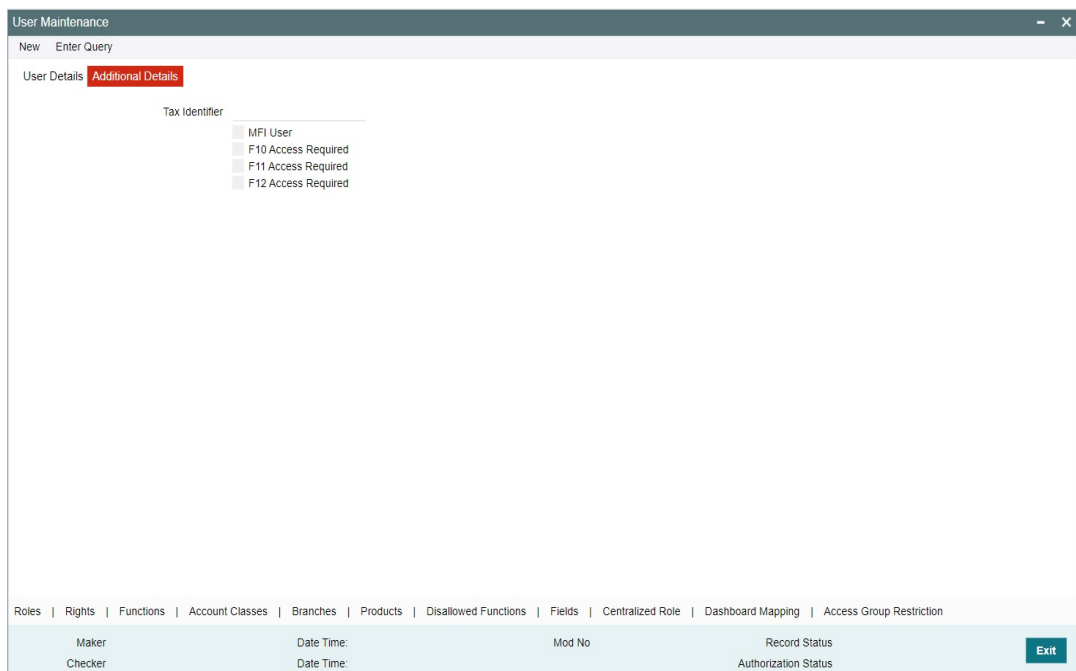 User Maintenance
New Enter Query
User Details Additional Details
Tax Identifier
MFI User
F10 Access Required
F11 Access Required
F12 Access Required
Roles | Rights | Functions | Account Classes | Branches | Products | Disallowed Functions | Fields | Centralized Role | Dashboard Mapping | Access Group Restriction
Maker Date Time: Mod No Record Status
Checker Date Time: Authorization Status
Exit